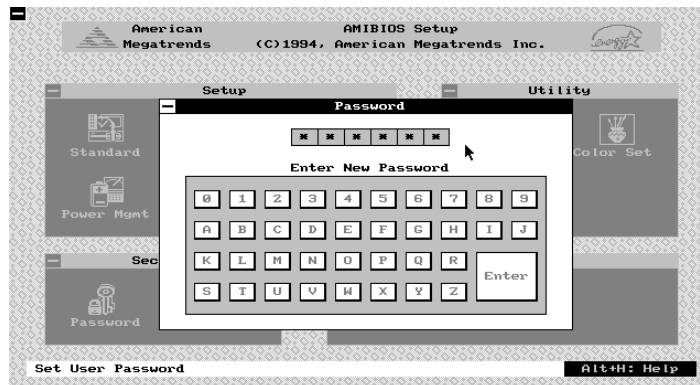 American
Megatrends
AMIBIOS Setup
(C)1994, American Megatrends Inc.
energy
Setup
Utility
Password
Standard
* * * * * *
Color Set
Enter New Password
0 1 2 3 4 5 6 7 8 9
Power Mgmt
A B C D E F G H I J
Sec
K L M N O P Q R
Enter
S T U V W X Y Z
Password
Set User Password
Alt+H: Help